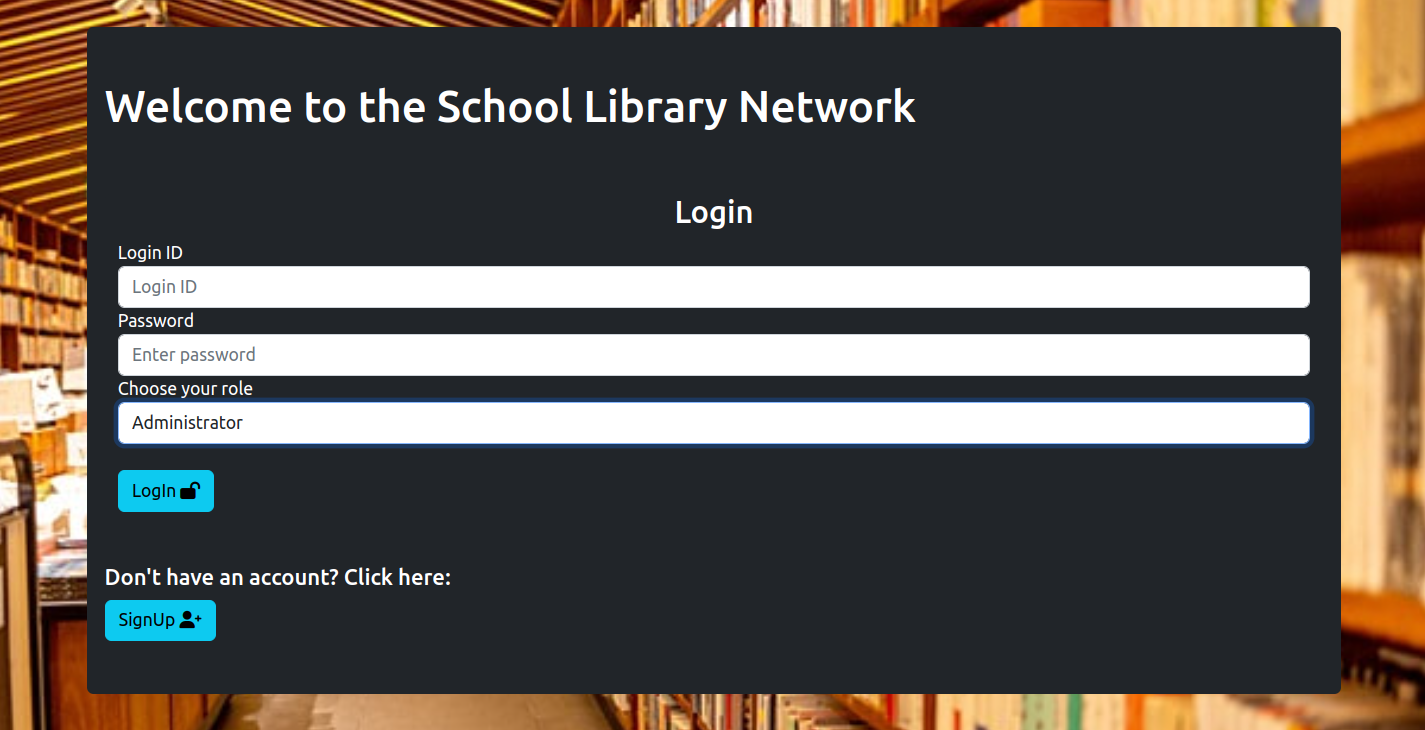 Welcome to the School Library Network
Login
Login ID
Login ID
Password
Enter password
Choose your role
Administrator
LogIn
Don't have an account? Click here:
SignUp